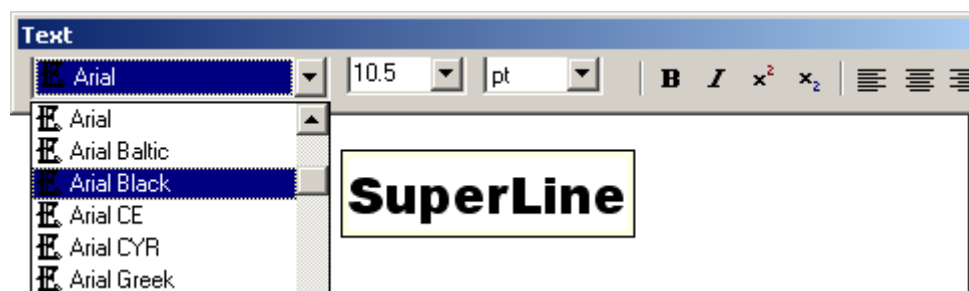 Text
Arial 10.5 pt B I x² x₂
Arial
Arial Baltic
Arial Black
Arial CE
Arial CYR
Arial Greek
SuperLine